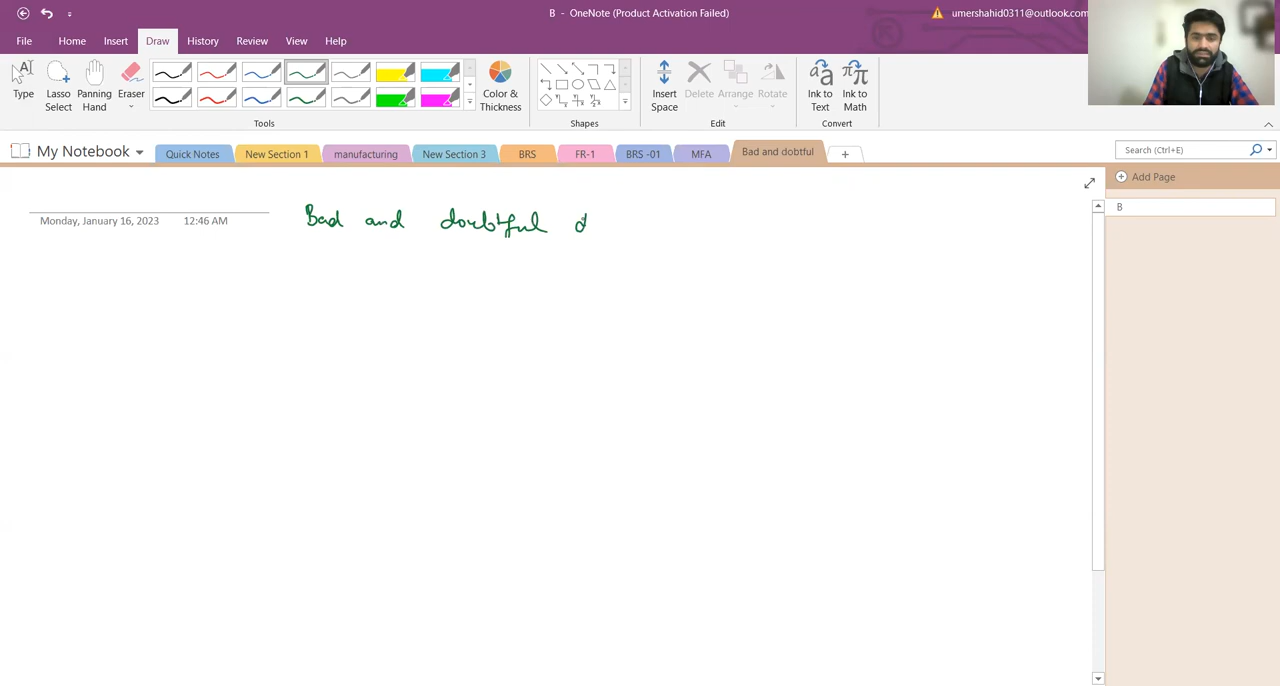 B - OneNote (Product Activation Failed)
umershahid0311@outlook.com
File Home Insert Draw History Review View Help
Type
Lasso Select
Panning Hand
Eraser
Color & Thickness
Insert Space
Delete
Arrange
Rotate
Ink to Text
Ink to Math
Tools Shapes Edit Convert
My Notebook Quick Notes New Section 1 manufacturing New Section 3 BRS FR-1 BRS -01 MFA Bad and dobtful +
Search (Ctrl+E)
Add Page
B
Monday, January 16, 2023 12:46 AM
Bad and doubtful d